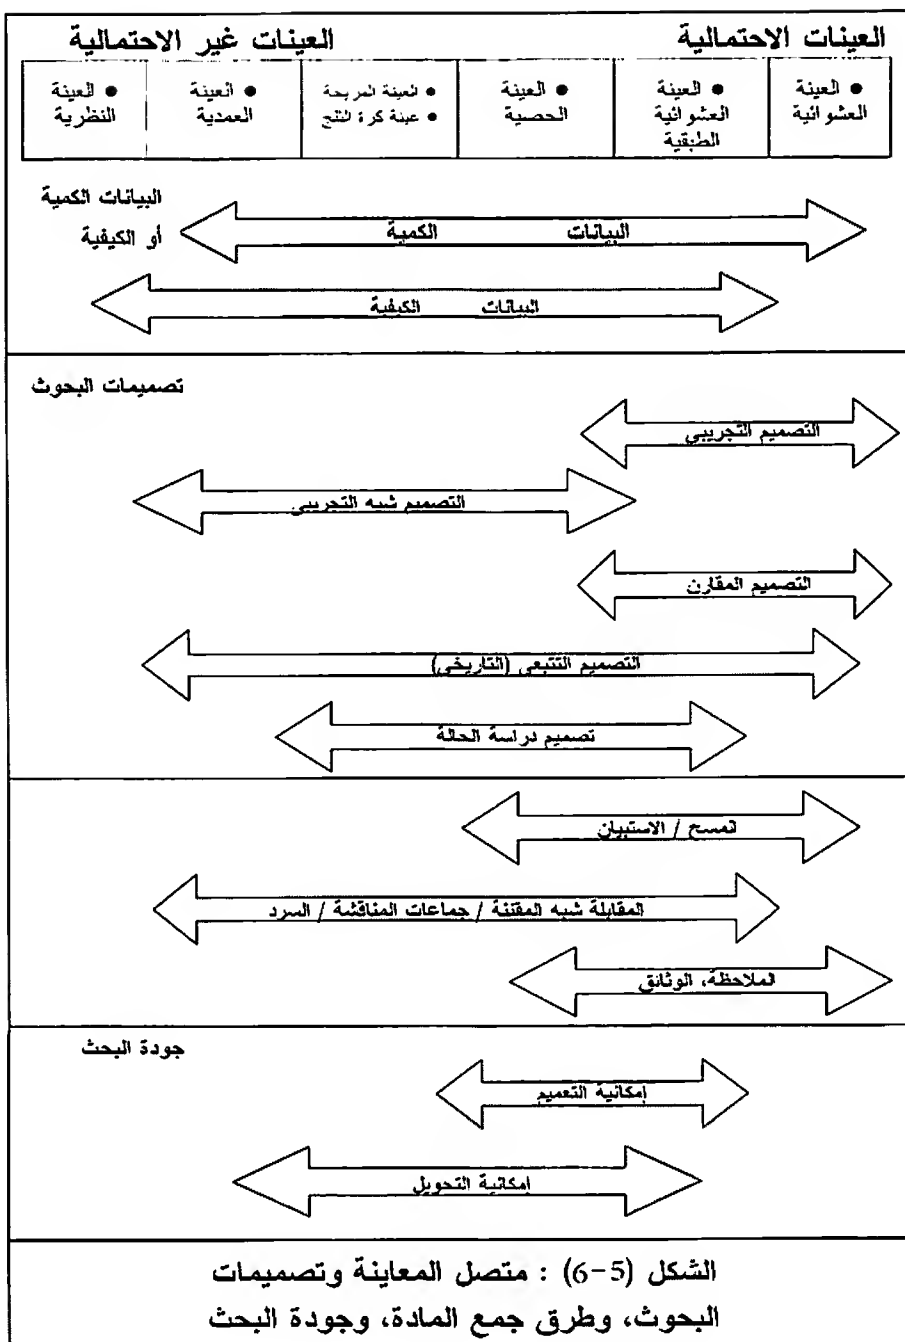 العينات الاحتمالية
العينات غير الاحتمالية
• العينة
العشوائية
• العينة
العشوائية
الطبقية
• العينة
الحصية
• العينة المريحة
• عينة كرة الثلج
• العينة
العمدية
• العينة
النظرية
البيانات الكمية
أو الكيفية
البيانات الكمية
البيانات الكيفية
تصميمات البحوث
التصميم التجريبي
التصميم شبه التجريبي
التصميم المقارن
التصميم التتبعي (التاريخي)
تصميم دراسة الحالة
المسح / الاستبيان
المقابلة شبه المقننة / جماعات المناقشة / السرد
الملاحظة، الوثائق
جودة البحث
إمكانية التعميم
إمكانية التحويل
الشكل (5-6) : متصل المعاينة وتصميمات
البحوث، وطرق جمع المادة، وجودة البحث